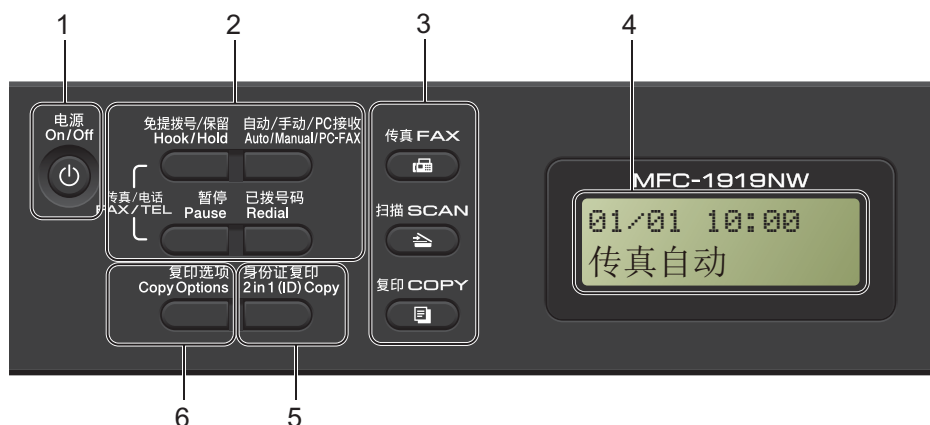 1
2
3
4
电源
On/Off
免提拨号/保留
Hook/Hold
自动/手动/PC接收
Auto/Manual/PC-FAX
传真/电话
FAX/TEL
暂停
Pause
已拨号码
Redial
复印选项
Copy Options
身份证复印
2 in 1 (ID) Copy
传真 FAX
扫描 SCAN
复印 COPY
MFC-1919NW
01/01 10:00
传真自动
6
5